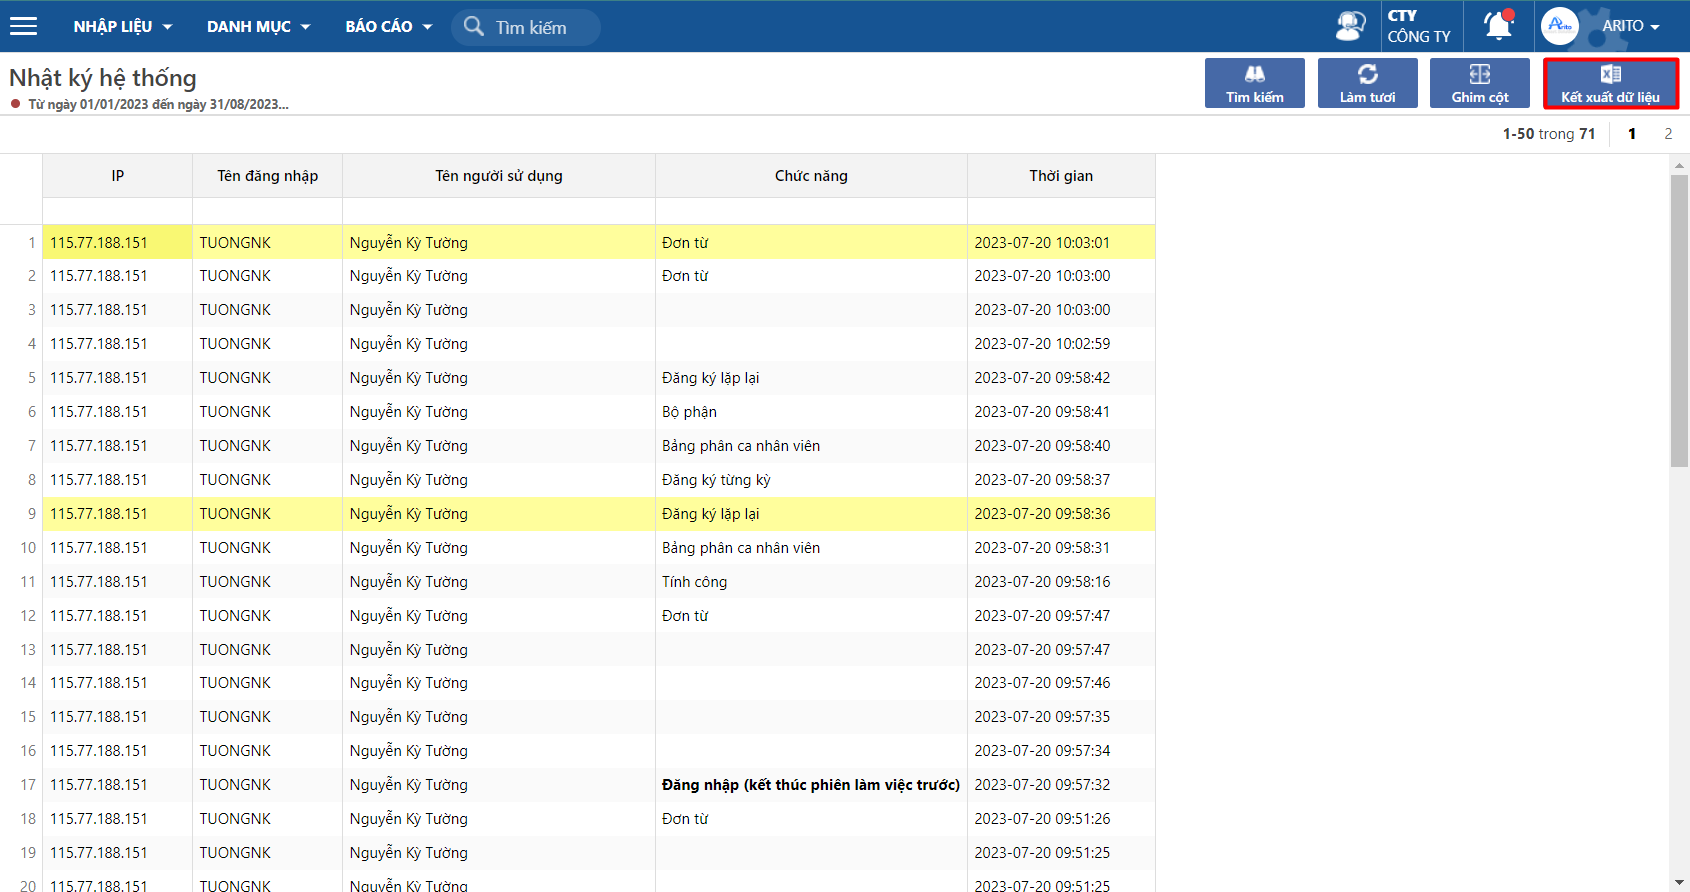 NHẬP LIỆU DANH MỤC BÁO CÁO Tìm kiếm CTY CÔNG TY Arito ARITO
Nhật ký hệ thống
Từ ngày 01/01/2023 đến ngày 31/08/2023...
Tìm kiếm Làm tươi Ghim cột Kết xuất dữ liệu
1-50 trong 71 1 2
IP Tên đăng nhập Tên người sử dụng Chức năng Thời gian
1 115.77.188.151 TUONGNK Nguyễn Kỳ Tường Đơn từ 2023-07-20 10:03:01
2 115.77.188.151 TUONGNK Nguyễn Kỳ Tường Đơn từ 2023-07-20 10:03:00
3 115.77.188.151 TUONGNK Nguyễn Kỳ Tường 2023-07-20 10:03:00
4 115.77.188.151 TUONGNK Nguyễn Kỳ Tường 2023-07-20 10:02:59
5 115.77.188.151 TUONGNK Nguyễn Kỳ Tường Đăng ký lặp lại 2023-07-20 09:58:42
6 115.77.188.151 TUONGNK Nguyễn Kỳ Tường Bộ phận 2023-07-20 09:58:41
7 115.77.188.151 TUONGNK Nguyễn Kỳ Tường Bảng phân ca nhân viên 2023-07-20 09:58:40
8 115.77.188.151 TUONGNK Nguyễn Kỳ Tường Đăng ký từng kỳ 2023-07-20 09:58:37
9 115.77.188.151 TUONGNK Nguyễn Kỳ Tường Đăng ký lặp lại 2023-07-20 09:58:36
10 115.77.188.151 TUONGNK Nguyễn Kỳ Tường Bảng phân ca nhân viên 2023-07-20 09:58:31
11 115.77.188.151 TUONGNK Nguyễn Kỳ Tường Tính công 2023-07-20 09:58:16
12 115.77.188.151 TUONGNK Nguyễn Kỳ Tường Đơn từ 2023-07-20 09:57:47
13 115.77.188.151 TUONGNK Nguyễn Kỳ Tường 2023-07-20 09:57:47
14 115.77.188.151 TUONGNK Nguyễn Kỳ Tường 2023-07-20 09:57:46
15 115.77.188.151 TUONGNK Nguyễn Kỳ Tường 2023-07-20 09:57:35
16 115.77.188.151 TUONGNK Nguyễn Kỳ Tường 2023-07-20 09:57:34
17 115.77.188.151 TUONGNK Nguyễn Kỳ Tường Đăng nhập (kết thúc phiên làm việc trước) 2023-07-20 09:57:32
18 115.77.188.151 TUONGNK Nguyễn Kỳ Tường Đơn từ 2023-07-20 09:51:26
19 115.77.188.151 TUONGNK Nguyễn Kỳ Tường 2023-07-20 09:51:25
20 115.77.188.151 TUONGNK Nguyễn Kỳ Tường 2023-07-20 09:51:25